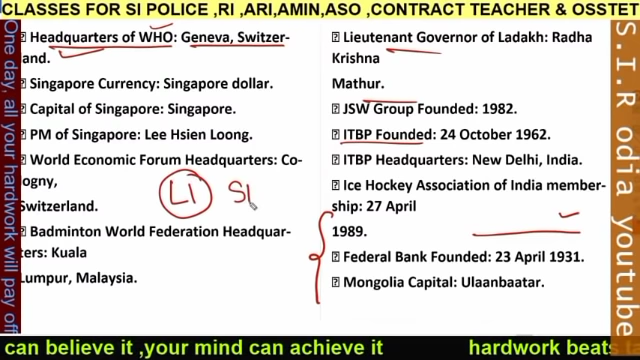 CLASSES FOR SI POLICE ,RI ,ARI,AMIN,ASO ,CONTRACT TEACHER & OSSTET
One day, all your hardwork will pay off
Headquarters of WHO: Geneva, Switzer-
land.
Singapore Currency: Singapore dollar.
Capital of Singapore: Singapore.
PM of Singapore: Lee Hsien Loong.
World Economic Forum Headquarters: Co-
logny,
Switzerland.
Badminton World Federation Headquar-
ters: Kuala
Lumpur, Malaysia.
LI SI
Lieutenant Governor of Ladakh: Radha
Krishna
Mathur.
JSW Group Founded: 1982.
ITBP Founded: 24 October 1962.
ITBP Headquarters: New Delhi, India.
Ice Hockey Association of India member-
ship: 27 April
1989.
Federal Bank Founded: 23 April 1931.
Mongolia Capital: Ulaanbaatar.
S.I.R odia youtube
can believe it ,your mind can achieve it hardwork beats